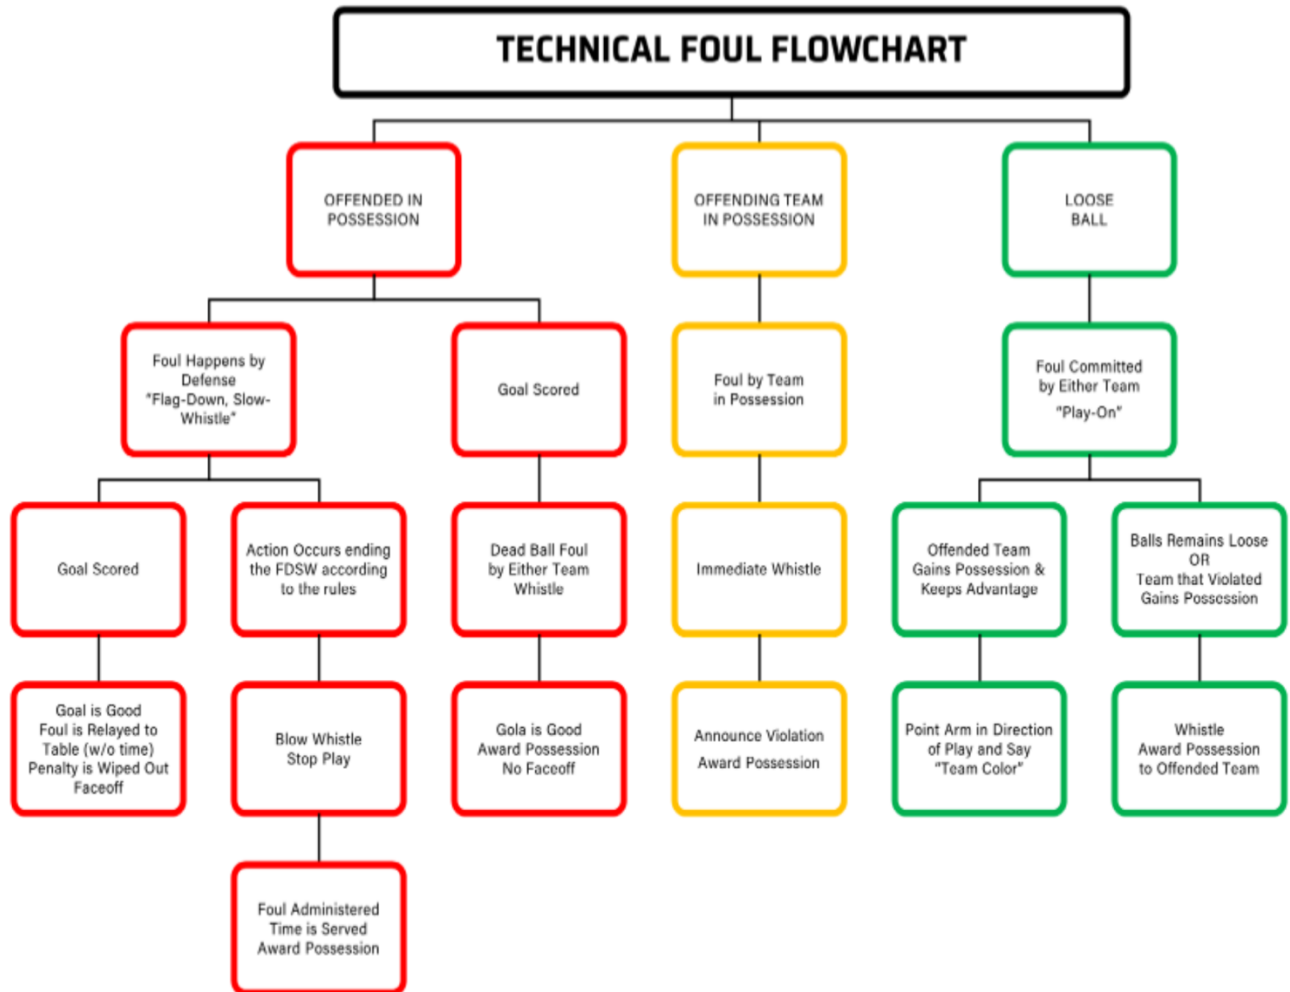 TECHNICAL FOUL FLOWCHART
OFFENDED IN
POSSESSION
OFFENDING TEAM
IN POSSESSION
LOOSE
BALL
Foul Happens by
Defense
"Flag-Down, Slow-
Whistle"
Goal Scored
Foul by Team
in Possession
Foul Committed
by Either Team
"Play-On"
Goal Scored
Action Occurs ending
the FDSW according
to the rules
Dead Ball Foul
by Either Team
Whistle
Immediate Whistle
Offended Team
Gains Possession &
Keeps Advantage
Balls Remains Loose
OR
Team that Violated
Gains Possession
Goal is Good
Foul is Relayed to
Table (w/o time)
Penalty is Wiped Out
Faceoff
Blow Whistle
Stop Play
Gola is Good
Award Possession
No Faceoff
Announce Violation
Award Possession
Point Arm in Direction
of Play and Say
"Team Color"
Whistle
Award Possession
to Offended Team
Foul Administered
Time is Served
Award Possession